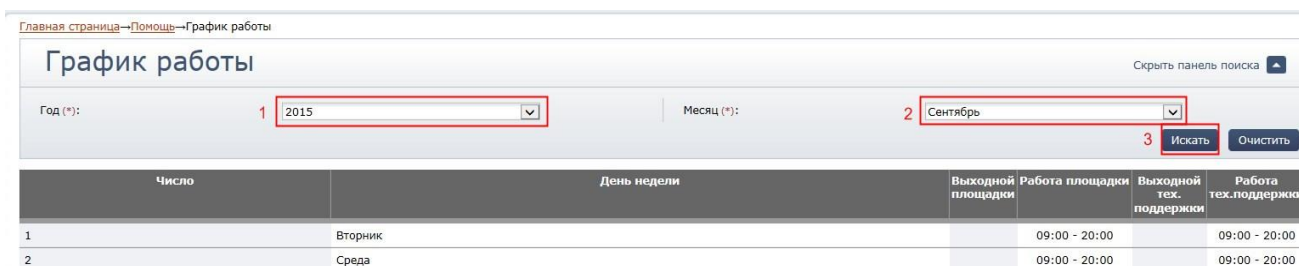 Главная страница→Помощь→График работы
График работы
Скрыть панель поиска
Год (*): 1 2015 Месяц (*): 2 Сентябрь
3 Искать Очистить
Число День недели Выходной площадки Работа площадки Выходной тех. поддержки Работа тех.поддержки
1 Вторник 09:00 - 20:00 09:00 - 20:00
2 Среда 09:00 - 20:00 09:00 - 20:00